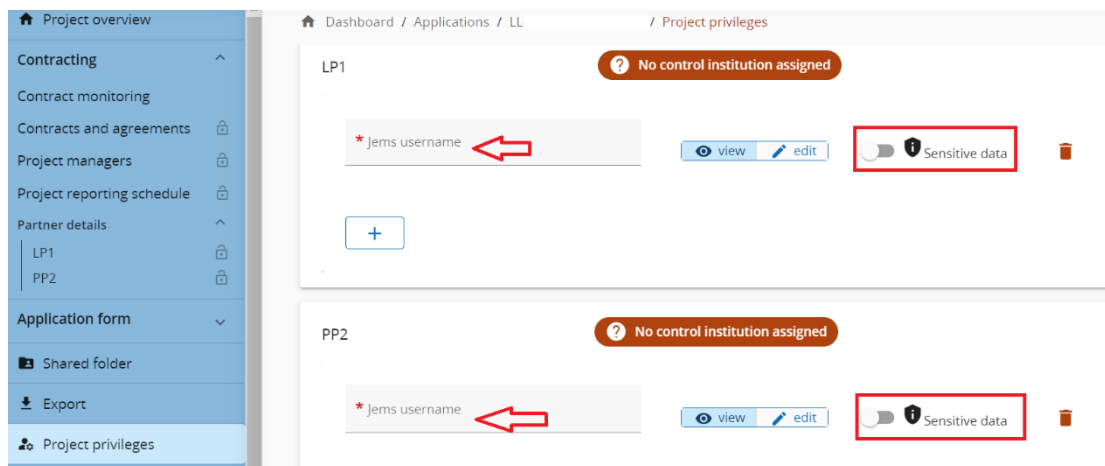 Project overview
Contracting
Contract monitoring
Contracts and agreements
Project managers
Project reporting schedule
Partner details
LP1
PP2
Application form
Shared folder
Export
Project privileges
Dashboard / Applications / LL / Project privileges
LP1
? No control institution assigned
* Jems username
view edit
Sensitive data
+
PP2
? No control institution assigned
* Jems username
view edit
Sensitive data